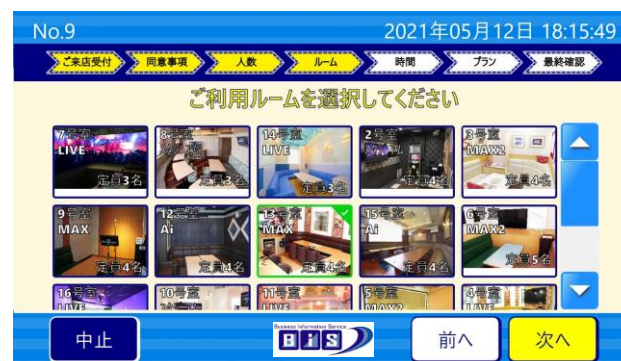 No.9
2021年05月12日 18:15:49
ご来店受付
同意事項
人数
ルーム
時間
プラン
最終確認
ご利用ルームを選択してください
7号室
LIVE
定員3名
8号室
定員3名
14号室
LIVE
定員3名
2号室
定員4名
3号室
MAX2
定員4名
9号室
MAX
定員4名
12号室
Ai
定員4名
13号室
MAX
定員4名
15号室
Ai
定員4名
6号室
MAX2
定員5名
16号室
LIVE
10号室
11号室
LIVE
5号室
MAX2
4号室
LIVE
中止
Business Information Service
BiS
前へ
次へ